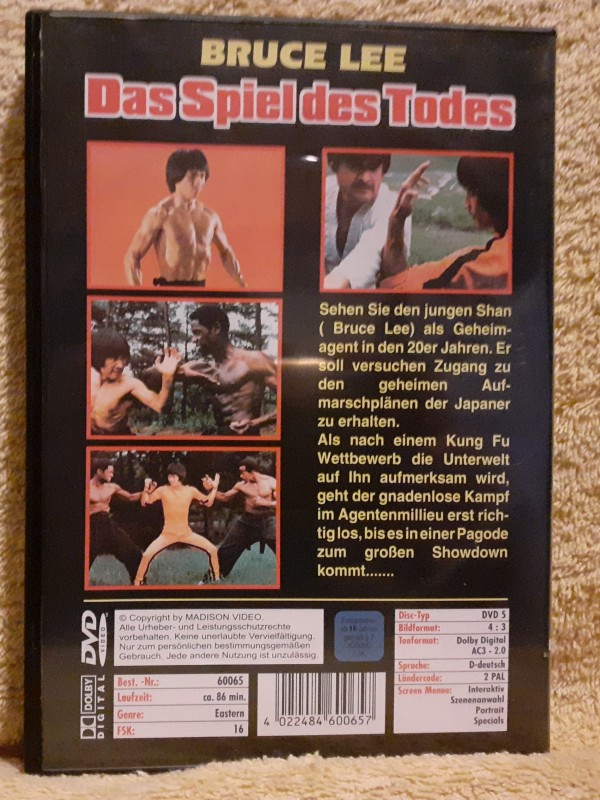 BRUCE LEE
Das Spiel des Todes
Sehen Sie den jungen Shan
( Bruce Lee) als Geheim-
agent in den 20er Jahren. Er
soll versuchen Zugang zu
den geheimen Auf-
marschplänen der Japaner
zu erhalten.
Als nach einem Kung Fu
Wettbewerb die Unterwelt
auf Ihn aufmerksam wird,
geht der gnadenlose Kampf
im Agentenmillieu erst rich-
tig los, bis es in einer Pagode
zum großen Showdown
kommt.......
DVD
VIDEO
© Copyright by MADISON VIDEO.
Alle Urheber- und Leistungsschutzrechte
vorbehalten. Keine unerlaubte Vervielfältigung.
Nur zum persönlichen bestimmungsgemäßen
Gebrauch. Jede andere Nutzung ist unzulässig.
DOLBY
DIGITAL
Best. -Nr.: 60065
Laufzeit: ca. 86 min.
Genre: Eastern
FSK: 16
4 022484 600657
Disc-Typ DVD 5
Bildformat: 4 : 3
Tonformat: Dolby Digital
AC3 - 2.0
Sprache: D-deutsch
Ländercode: 2 PAL
Screen Menue: Interaktiv
Szenenanwahl
Portrait
Specials